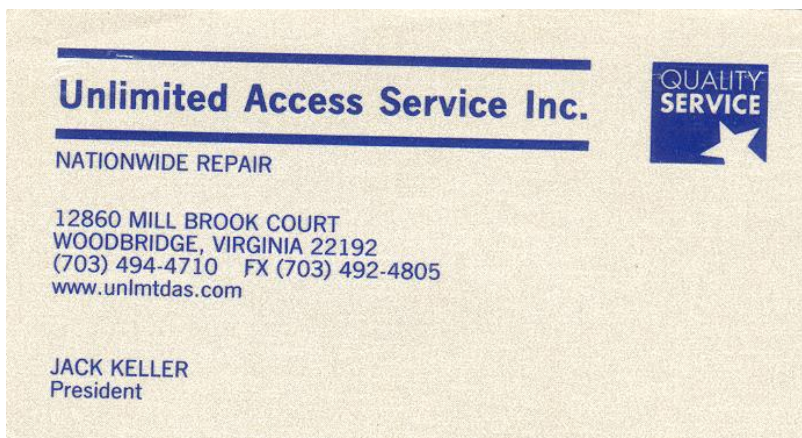 Unlimited Access Service Inc.
QUALITY
SERVICE
NATIONWIDE REPAIR
12860 MILL BROOK COURT
WOODBRIDGE, VIRGINIA 22192
(703) 494-4710 FX (703) 492-4805
www.unlmtdas.com
JACK KELLER
President